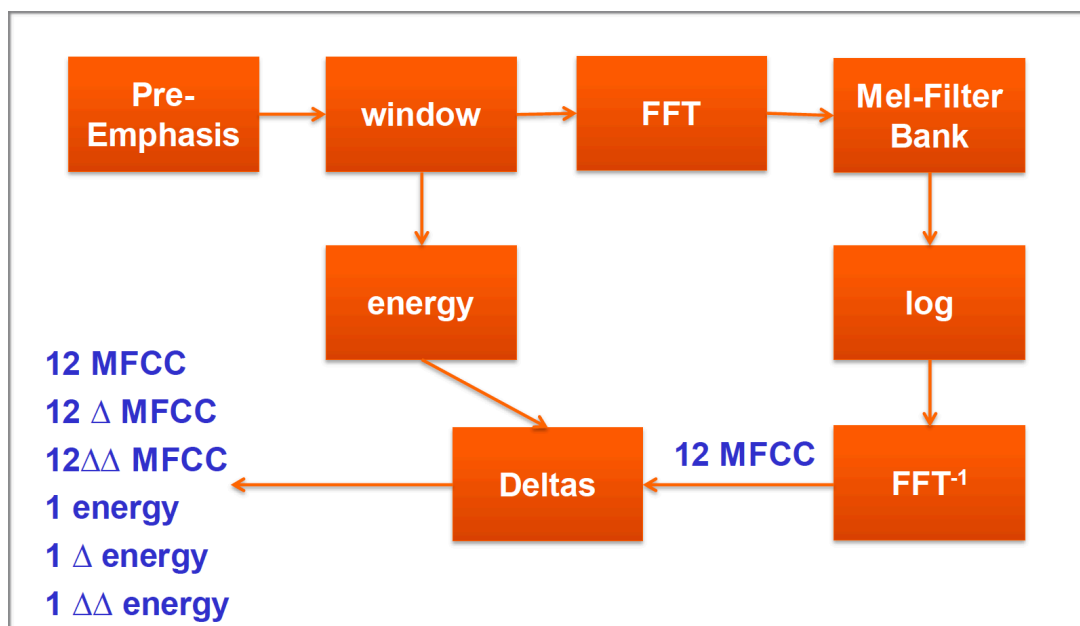 Pre-
Emphasis
window
FFT
Mel-Filter
Bank
energy
log
12 MFCC
12 Δ MFCC
12ΔΔ MFCC
1 energy
1 Δ energy
1 ΔΔ energy
Deltas
12 MFCC
FFT⁻¹